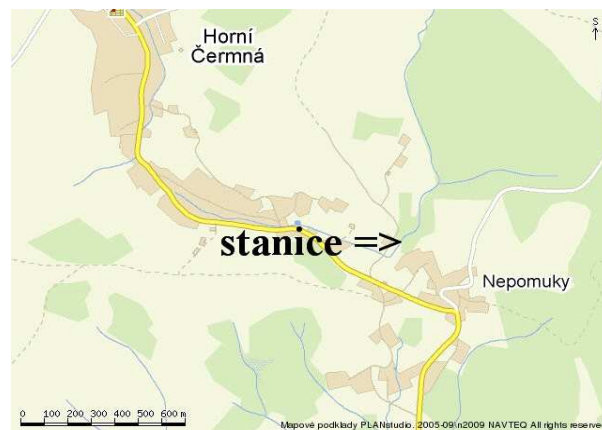 Horní
Čermná
S
stanice =>
Nepomuky
0 100 200 300 400 500 600 m
Mapové podklady PLANstudio, 2005-09\n2009 NAVTEQ All rights reserve